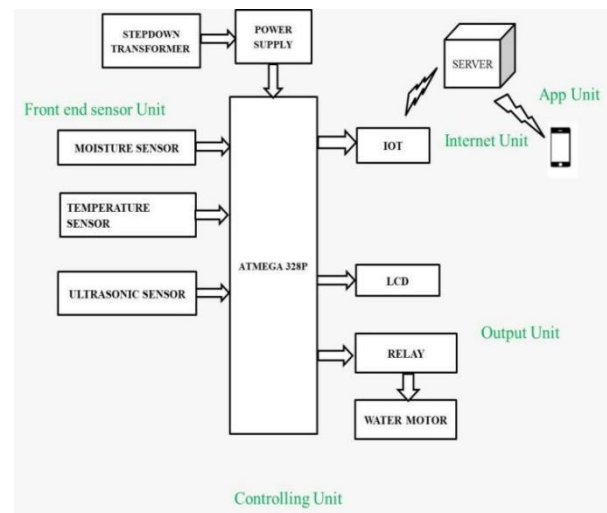 STEPDOWN
TRANSFORMER
POWER
SUPPLY
SERVER
App Unit
Front end sensor Unit
MOISTURE SENSOR
IOT
Internet Unit
TEMPERATURE
SENSOR
ATMEGA 328P
ULTRASONIC SENSOR
LCD
Output Unit
RELAY
WATER MOTOR
Controlling Unit